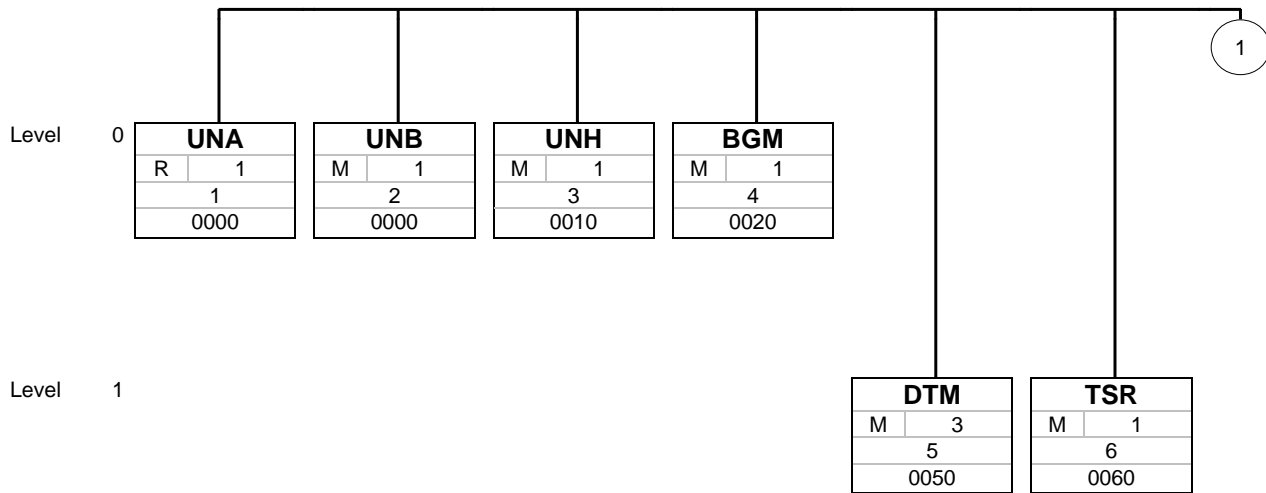 1
Level 0 UNA UNB UNH BGM
R 1 M 1 M 1 M 1
1 2 3 4
0000 0000 0010 0020
Level 1 DTM TSR
M 3 M 1
5 6
0050 0060